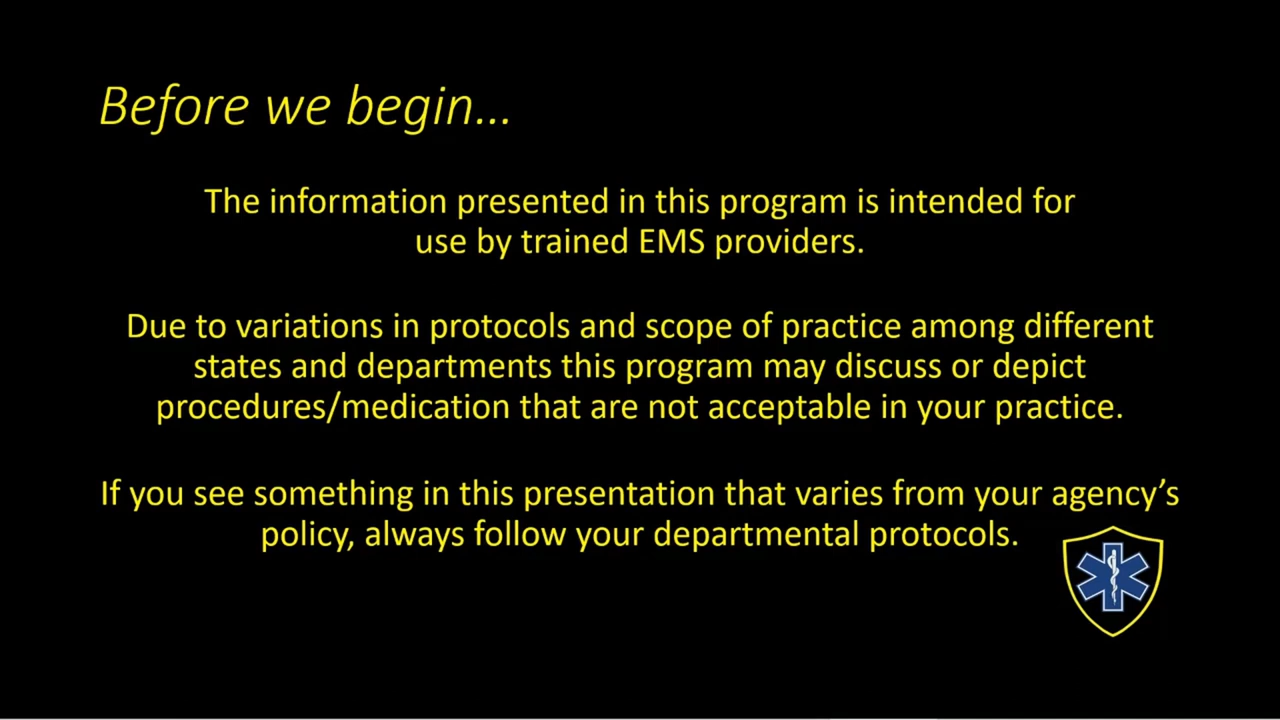 Before we begin...
The information presented in this program is intended for
use by trained EMS providers.
Due to variations in protocols and scope of practice among different
states and departments this program may discuss or depict
procedures/medication that are not acceptable in your practice.
If you see something in this presentation that varies from your agency’s
policy, always follow your departmental protocols.